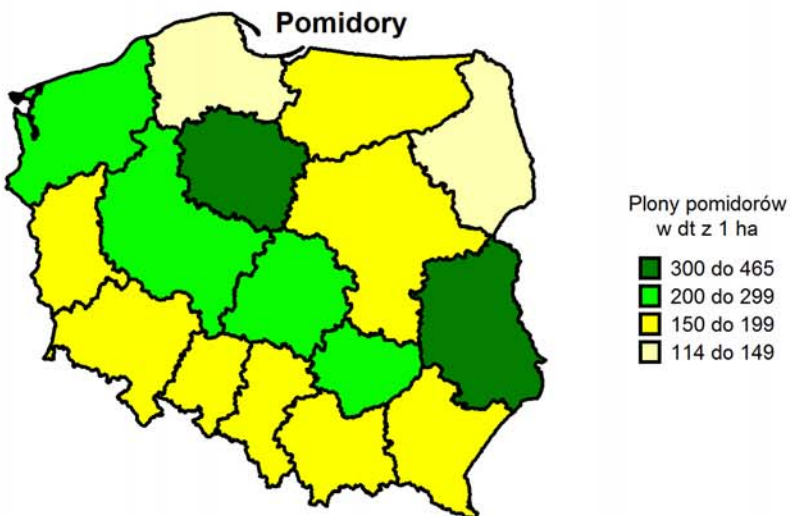 Pomidory
Plony pomidorów
w dt z 1 ha
300 do 465
200 do 299
150 do 199
114 do 149